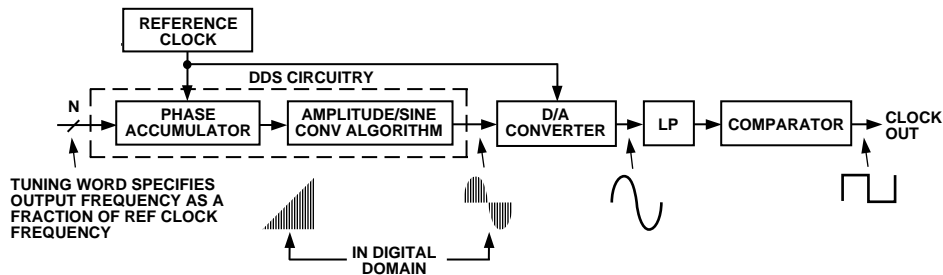 REFERENCE
CLOCK
DDS CIRCUITRY
N
PHASE
ACCUMULATOR
AMPLITUDE/SINE
CONV ALGORITHM
D/A
CONVERTER
LP
COMPARATOR
CLOCK
OUT
TUNING WORD SPECIFIES
OUTPUT FREQUENCY AS A
FRACTION OF REF CLOCK
FREQUENCY
IN DIGITAL
DOMAIN